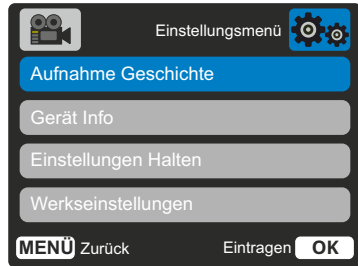 Einstellungsmenü
Aufnahme Geschichte
Gerät Info
Einstellungen Halten
Werkseinstellungen
MENÜ Zurück Eintragen OK